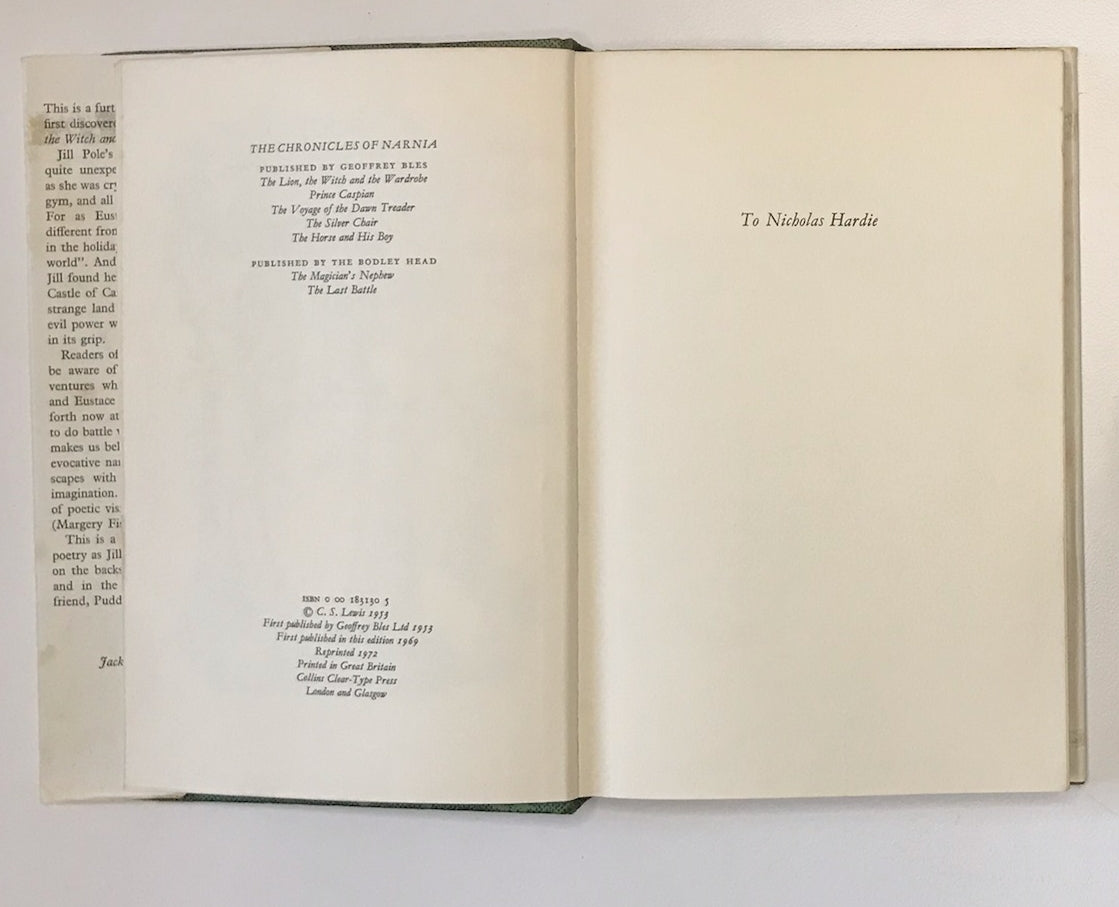 This is a furt
first discover
the Witch and
Jill Pole's
quite unexpe
as she was cry
gym, and all
For as Eus
different fron
in the holida
world". And
Jill found he
Castle of Ca
strange land
evil power w
in its grip.
Readers of
be aware of
ventures wh
and Eustace
forth now at
to do battle
makes us bel
evocative nar
scapes with
imagination.
of poetic vis
(Margery Fi
This is a
poetry as Jill
on the backs
and in the
friend, Pudd
Jack
THE CHRONICLES OF NARNIA
PUBLISHED BY GEOFFREY BLES
The Lion, the Witch and the Wardrobe
Prince Caspian
The Voyage of the Dawn Treader
The Silver Chair
The Horse and His Boy
PUBLISHED BY THE BODLEY HEAD
The Magician's Nephew
The Last Battle
ISBN 0 00 183130 5
© C. S. Lewis 1953
First published by Geoffrey Bles Ltd 1953
First published in this edition 1969
Reprinted 1972
Printed in Great Britain
Collins Clear-Type Press
London and Glasgow
To Nicholas Hardie